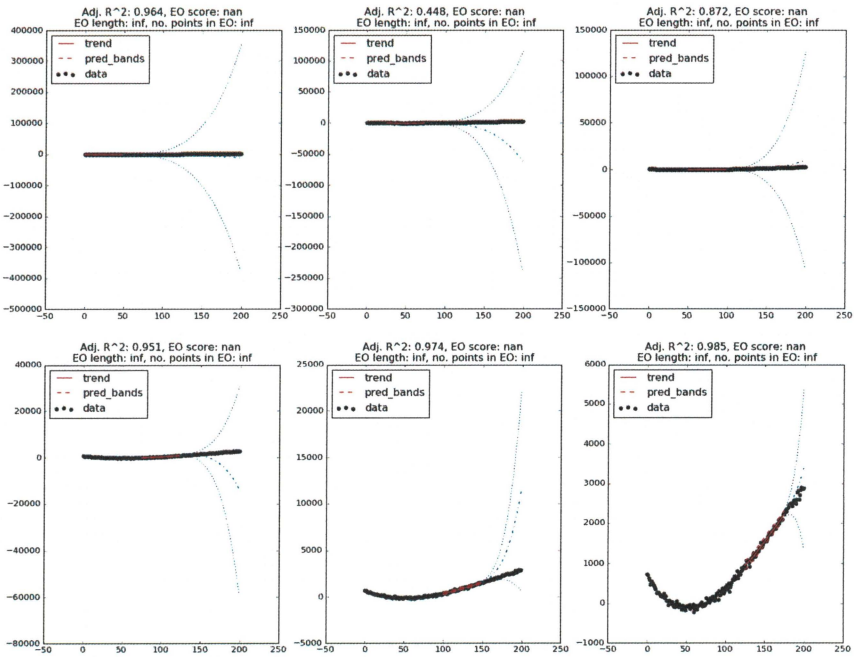 Adj. R^2: 0.964, EO score: nan
EO length: inf, no. points in EO: inf
400000
300000
200000
100000
0
−100000
−200000
−300000
−400000
−500000
−50 0 50 100 150 200 250
trend
pred_bands
data
Adj. R^2: 0.448, EO score: nan
EO length: inf, no. points in EO: inf
150000
100000
50000
0
−50000
−100000
−150000
−200000
−250000
−300000
−50 0 50 100 150 200 250
trend
pred_bands
data
Adj. R^2: 0.872, EO score: nan
EO length: inf, no. points in EO: inf
150000
100000
50000
0
−50000
−100000
−150000
−50 0 50 100 150 200 250
trend
pred_bands
data
Adj. R^2: 0.951, EO score: nan
EO length: inf, no. points in EO: inf
40000
20000
0
−20000
−40000
−60000
−80000
−50 0 50 100 150 200 250
trend
pred_bands
data
Adj. R^2: 0.974, EO score: nan
EO length: inf, no. points in EO: inf
25000
20000
15000
10000
5000
0
−5000
−50 0 50 100 150 200 250
trend
pred_bands
data
Adj. R^2: 0.985, EO score: nan
EO length: inf, no. points in EO: inf
6000
5000
4000
3000
2000
1000
0
−1000
−50 0 50 100 150 200 250
trend
pred_bands
data